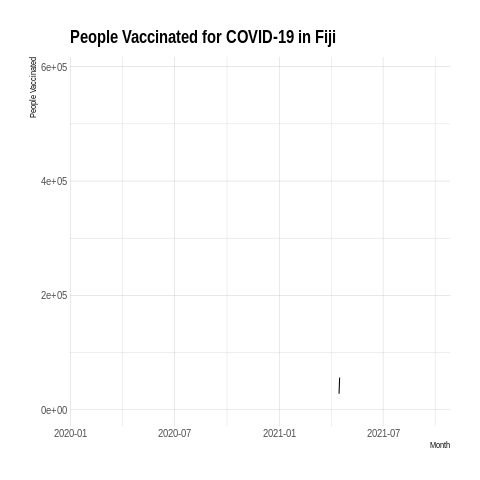 People Vaccinated for COVID-19 in Fiji
People Vaccinated
6e+05
4e+05
2e+05
0e+00
2020-01 2020-07 2021-01 2021-07
Month